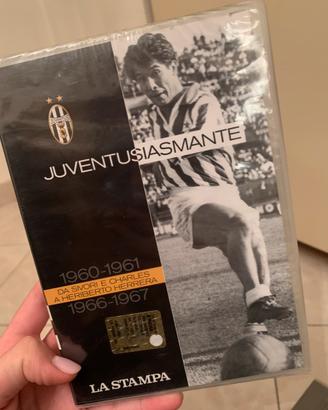 JUVENTUSIASMANTE
1960-1961
DA SIVORI E CHARLES
A HERIBERTO HERRERA
1966-1967
LA STAMPA